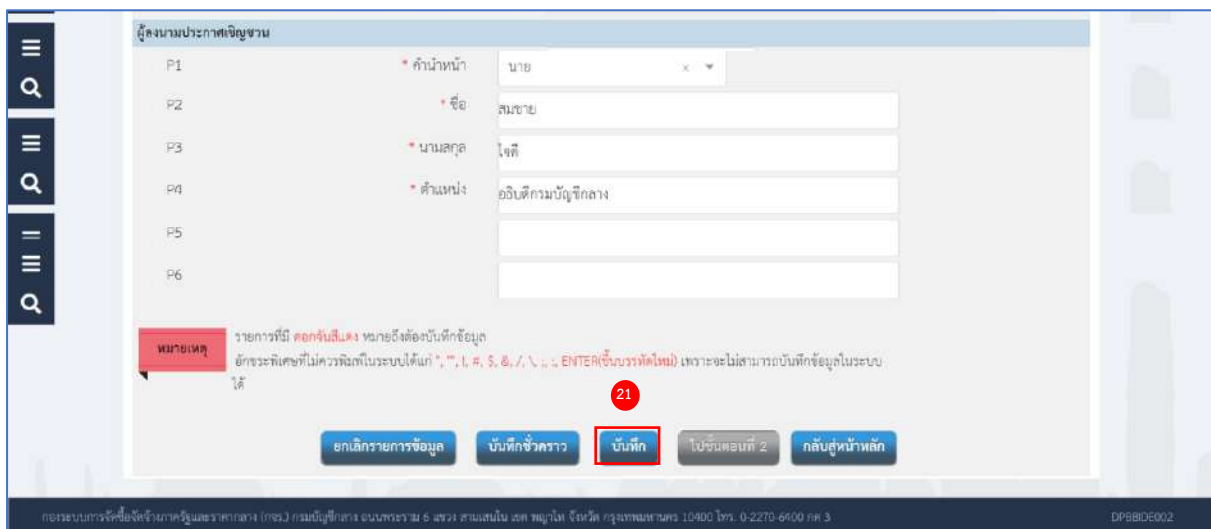 ผู้ลงนามประกาศเชิญชวน
P1 * คำนำหน้า นาย ×
P2 * ชื่อ สมชาย
P3 * นามสกุล ใจดี
P4 * ตำแหน่ง อธิบดีกรมบัญชีกลาง
P5
P6
หมายเหตุ
รายการที่มี ดอกจันสีแดง หมายถึงต้องบันทึกข้อมูล
อักขระพิเศษที่ไม่ควรพิมพ์ในระบบได้แก่ ENTER(ขึ้นบรรทัดใหม่) เพราะจะไม่สามารถบันทึกข้อมูลในระบบ
ได้
21
ยกเลิกรายการข้อมูล บันทึกชั่วคราว บันทึก ไปขั้นตอนที่ 2 กลับสู่หน้าหลัก
กองระบบการจัดซื้อจัดจ้างภาครัฐและราคากลาง (กจร.) กรมบัญชีกลาง ถนนพระราม 6 แขวง สามเสนใน เขต พญาไท จังหวัด กรุงเทพมหานคร 10400 โทร. 0-2270-6400 กด 3 DPBBIDE002